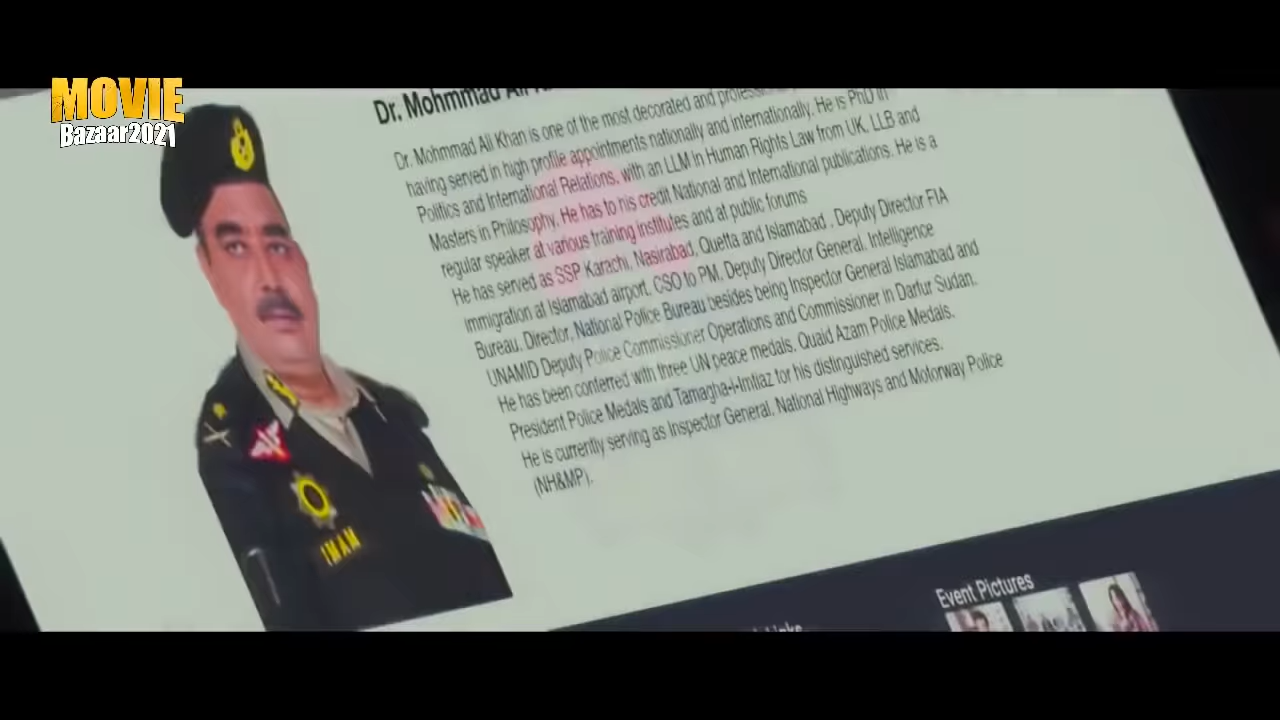 MOVIE
Bazaar2021
Dr. Mohmmad Ali
Dr. Mohmmad Ali Khan is one of the most decorated and
having served in high profile appointments nationally and internationally. He is PhD in
Politics and International Relations, with an LLM in Human Rights Law from UK, LLB and
Masters in Philosophy. He has to his credit National and International publications. He is a
regular speaker at various training institutes and at public forums
He has served as SSP Karachi, Nasirabad, Quetta and Islamabad , Deputy Director FIA
immigration at Islamabad airport, CSO to PM, Deputy Director General, Intelligence
Bureau, Director, National Police Bureau besides being Inspector General Islamabad and
UNAMID Deputy Police Commissioner Operations and Commissioner in Darfur Sudan.
He has been conferred with three UN peace medals, Quaid Azam Police Medals,
President Police Medals and Tamagha-i-Imtiaz for his distinguished services.
He is currently serving as Inspector General, National Highways and Motorway Police
(NH&MP).
IMAM
Event Pictures